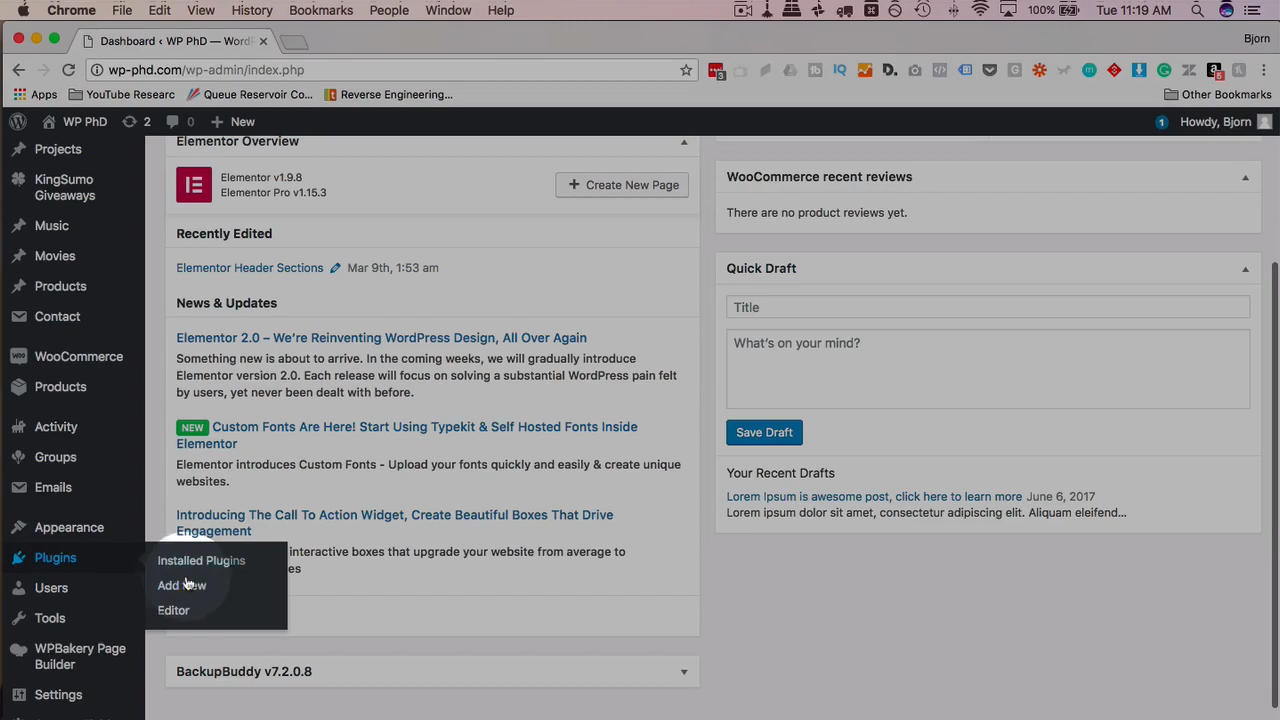 Chrome File Edit View History Bookmarks People Window Help 100% Tue 11:19 AM
Dashboard ‹ WP PhD — WordP
Bjorn
wp-phd.com/wp-admin/index.php
Apps YouTube Researc Queue Reservoir Co... Reverse Engineering... Other Bookmarks
WP PhD 2 0 New 1 Howdy, Bjorn
Projects
KingSumo
Giveaways
Music
Movies
Products
Contact
WooCommerce
Products
Activity
Groups
Emails
Appearance
Plugins
Users
Tools
WPBakery Page
Builder
Settings
Installed Plugins
Add New
Editor
Elementor Overview
Elementor v1.9.8
Elementor Pro v1.15.3
Create New Page
Recently Edited
Elementor Header Sections Mar 9th, 1:53 am
News & Updates
Elementor 2.0 – We're Reinventing WordPress Design, All Over Again
Something new is about to arrive. In the coming weeks, we will gradually introduce
Elementor version 2.0. Each release will focus on solving a substantial WordPress pain felt
by users, yet never been dealt with before.
NEW Custom Fonts Are Here! Start Using Typekit & Self Hosted Fonts Inside
Elementor
Elementor introduces Custom Fonts - Upload your fonts quickly and easily & create unique
websites.
Introducing The Call To Action Widget, Create Beautiful Boxes That Drive
Engagement
interactive boxes that upgrade your website from average to
es
BackupBuddy v7.2.0.8
WooCommerce recent reviews
There are no product reviews yet.
Quick Draft
Title
What's on your mind?
Save Draft
Your Recent Drafts
Lorem Ipsum is awesome post, click here to learn more June 6, 2017
Lorem ipsum dolor sit amet, consectetur adipiscing elit. Aliquam eleifend…